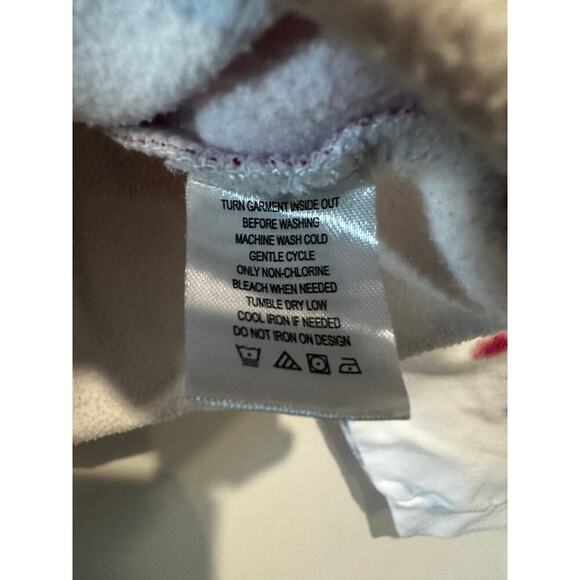 TURN GARMENT INSIDE OUT
BEFORE WASHING
MACHINE WASH COLD
GENTLE CYCLE
ONLY NON-CHLORINE
BLEACH WHEN NEEDED
TUMBLE DRY LOW
COOL IRON IF NEEDED
DO NOT IRON ON DESIGN